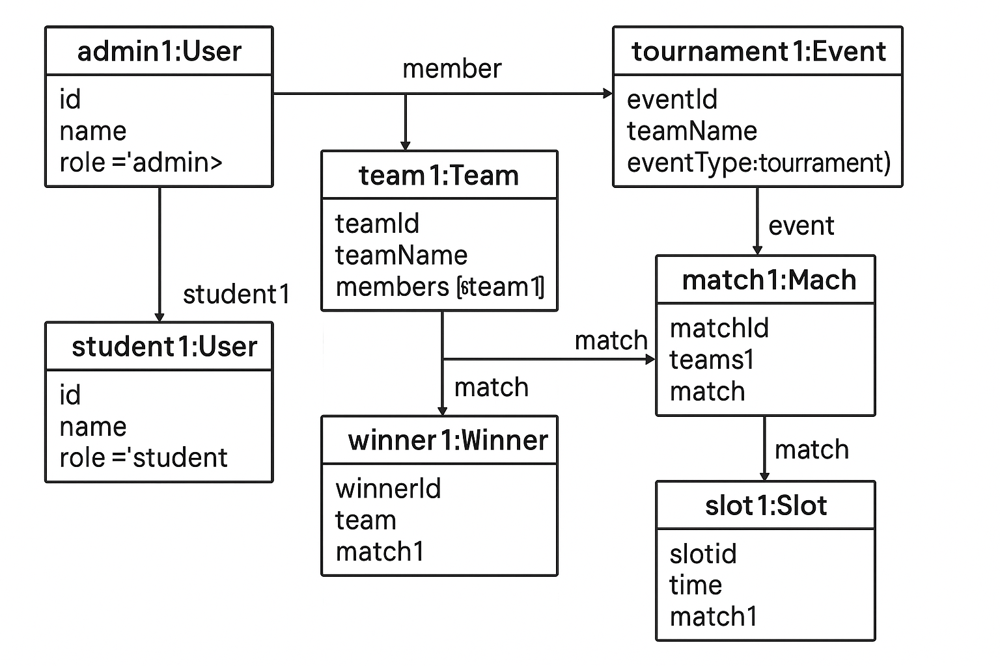 admin1:User
id
name
role ='admin>
member
tournament1:Event
eventId
teamName
eventType:tourrament)
team1:Team
teamId
teamName
members [6team1]
event
match1:Mach
matchId
teams1
match
student1
student1:User
id
name
role ='student
match
match
winner1:Winner
winnerId
team
match1
match
slot1:Slot
slotid
time
match1